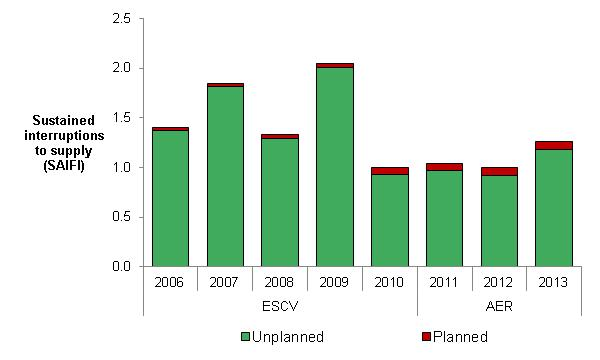 2.5
2.0
1.5
1.0
0.5
0.0
Sustained
interruptions
to supply
(SAIFI)
2006 2007 2008 2009 2010 2011 2012 2013
ESCV AER
Unplanned Planned